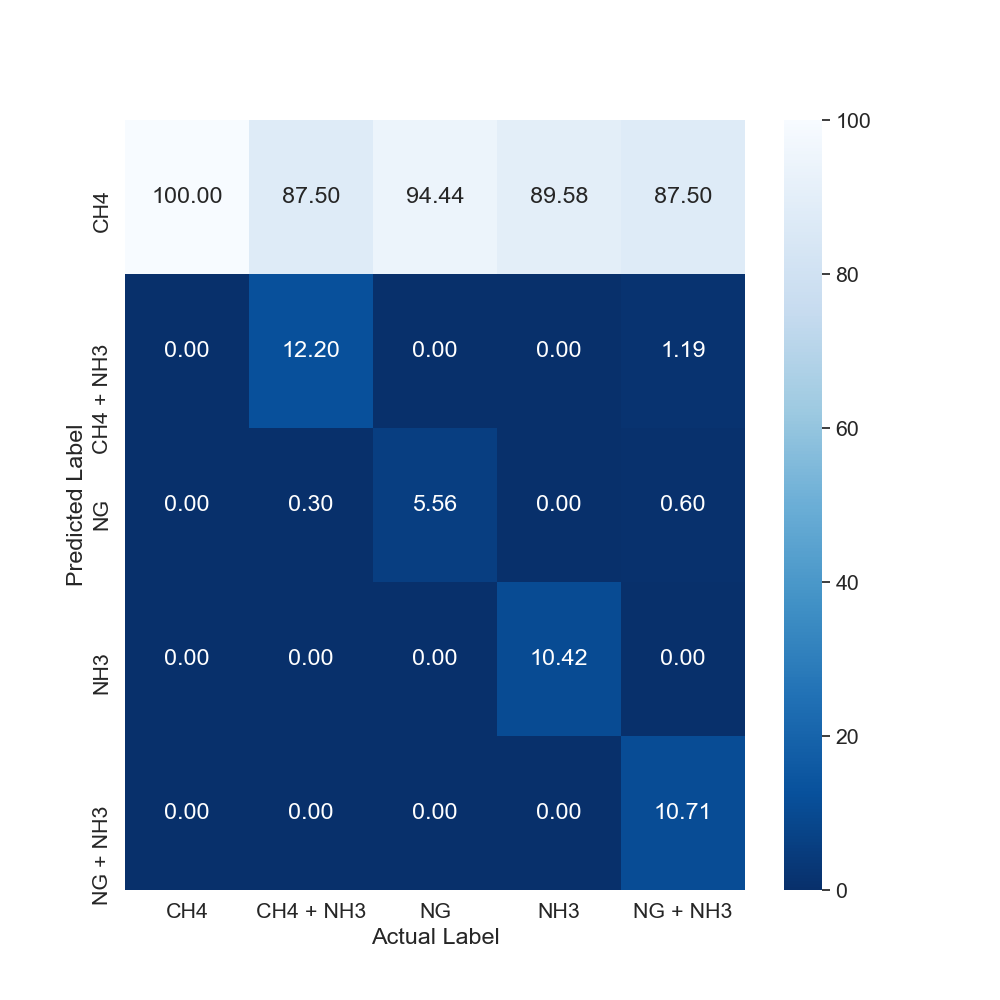 100
100.00 87.50 94.44 89.58 87.50
CH4
80
0.00 12.20 0.00 0.00 1.19
CH4 + NH3
60
Predicted Label
0.00 0.30 5.56 0.00 0.60
NG
40
0.00 0.00 0.00 10.42 0.00
NH3
20
0.00 0.00 0.00 0.00 10.71
NG + NH3
0
CH4 CH4 + NH3 NG NH3 NG + NH3
Actual Label